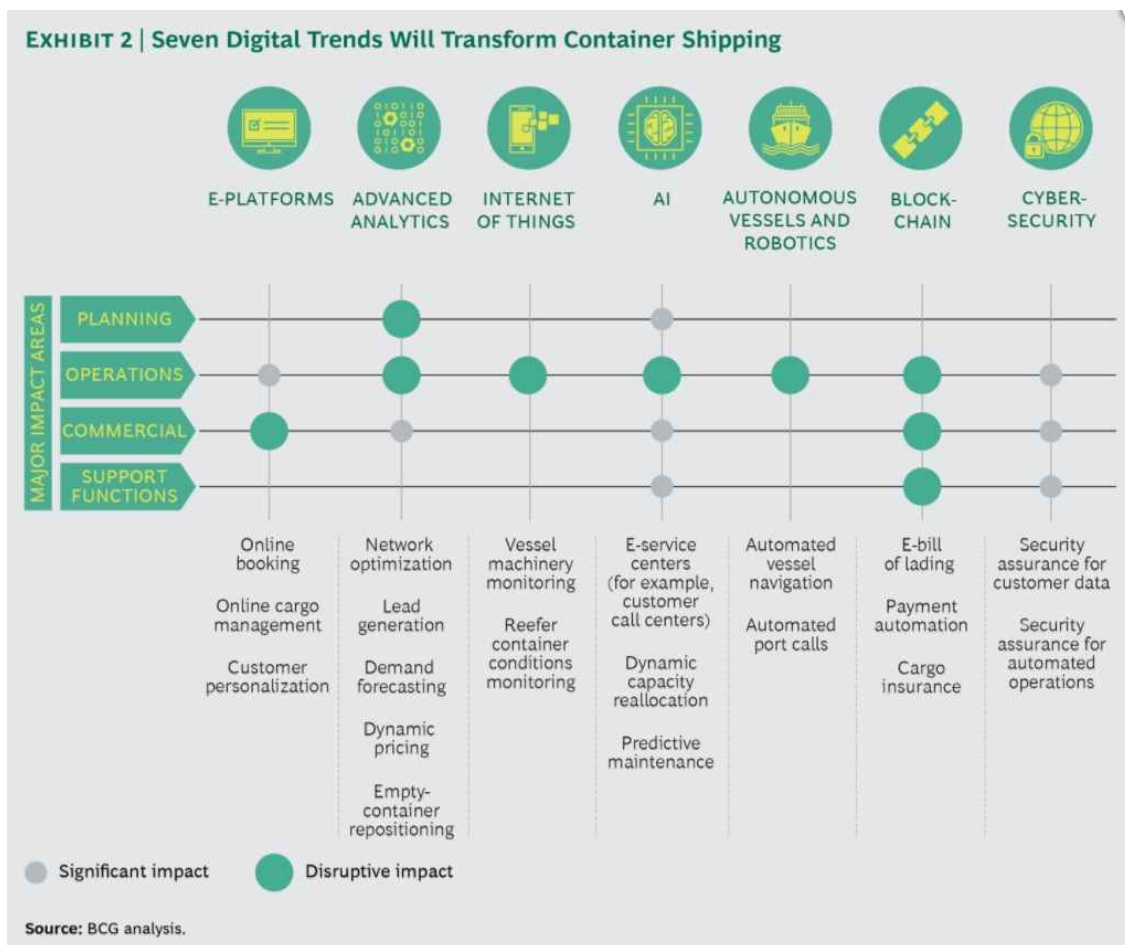 EXHIBIT 2 | Seven Digital Trends Will Transform Container Shipping
E-PLATFORMS
ADVANCED
ANALYTICS
INTERNET
OF THINGS
AI
AUTONOMOUS
VESSELS AND
ROBOTICS
BLOCK-
CHAIN
CYBER-
SECURITY
MAJOR IMPACT AREAS
PLANNING
OPERATIONS
COMMERCIAL
SUPPORT
FUNCTIONS
Online
booking
Online cargo
management
Customer
personalization
Network
optimization
Lead
generation
Demand
forecasting
Dynamic
pricing
Empty-
container
repositioning
Vessel
machinery
monitoring
Reefer
container
conditions
monitoring
E-service
centers
(for example,
customer
call centers)
Dynamic
capacity
reallocation
Predictive
maintenance
Automated
vessel
navigation
Automated
port calls
E-bill
of lading
Payment
automation
Cargo
insurance
Security
assurance for
customer data
Security
assurance for
automated
operations
Significant impact
Disruptive impact
Source: BCG analysis.